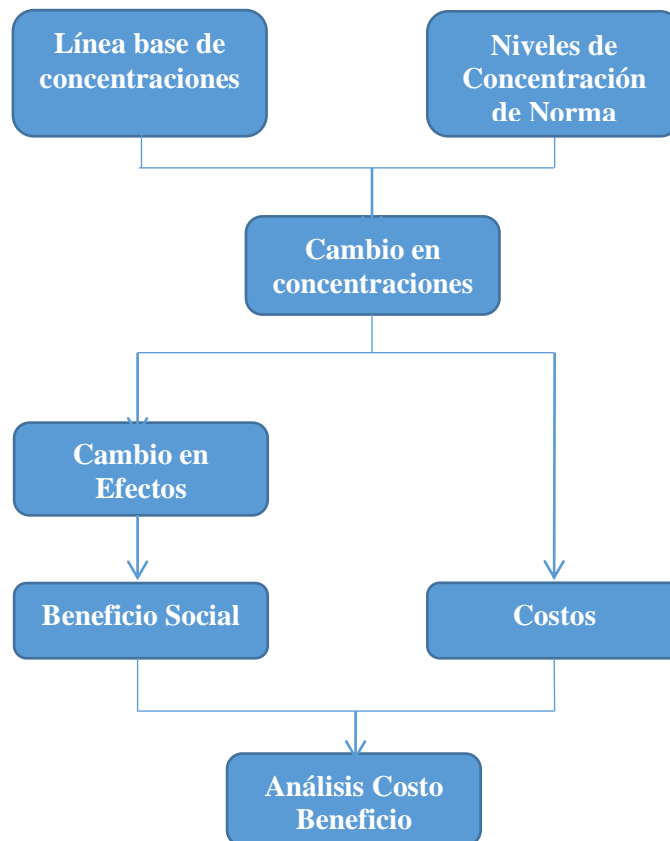 Línea base de
concentraciones
Niveles de
Concentración
de Norma
Cambio en
concentraciones
Cambio en
Efectos
Beneficio Social
Costos
Análisis Costo
Beneficio